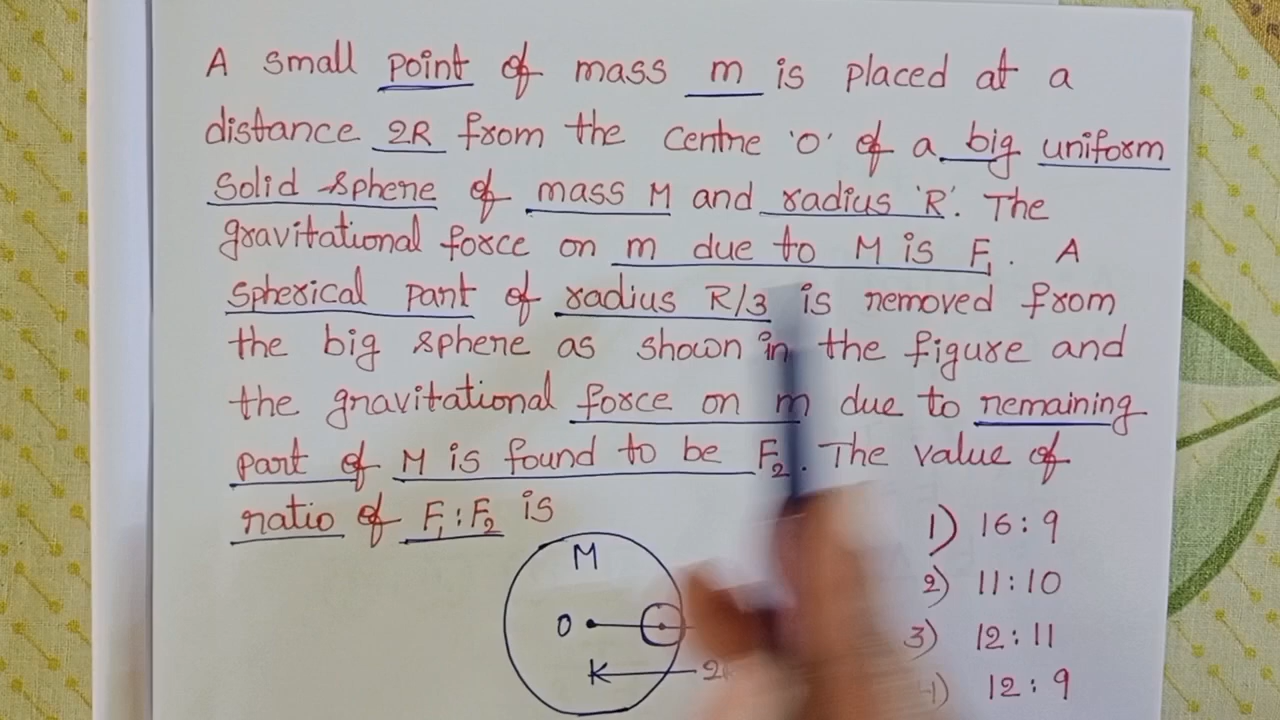 A small point of mass m is placed at a
distance 2R from the centre 'O' of a big uniform
Solid sphere of mass M and radius 'R'. The
gravitational force on m due to M is F₁. A
spherical part of radius R/3 is removed from
the big sphere as shown in the figure and
the gravitational force on m due to remaining
part of M is found to be F₂. The value of
ratio of F₁ : F₂ is
1) 16 : 9
M
2) 11 : 10
O
3) 12 : 11
12 : 9